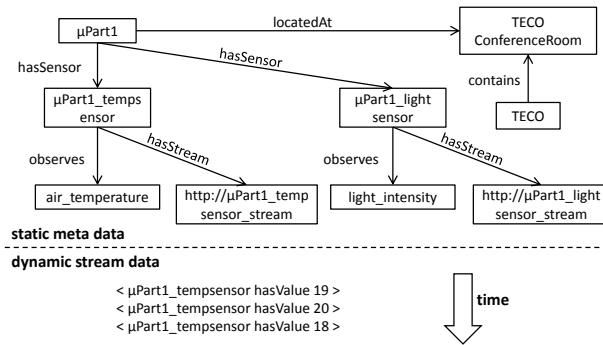 µPart1
locatedAt
TECO
ConferenceRoom
hasSensor
hasSensor
contains
µPart1_temps
ensor
µPart1_light
sensor
TECO
observes
hasStream
observes
hasStream
air_temperature
http://µPart1_temp
sensor_stream
light_intensity
http://µPart1_light
sensor_stream
static meta data
dynamic stream data
< µPart1_tempsensor hasValue 19 >
< µPart1_tempsensor hasValue 20 >
< µPart1_tempsensor hasValue 18 >
time